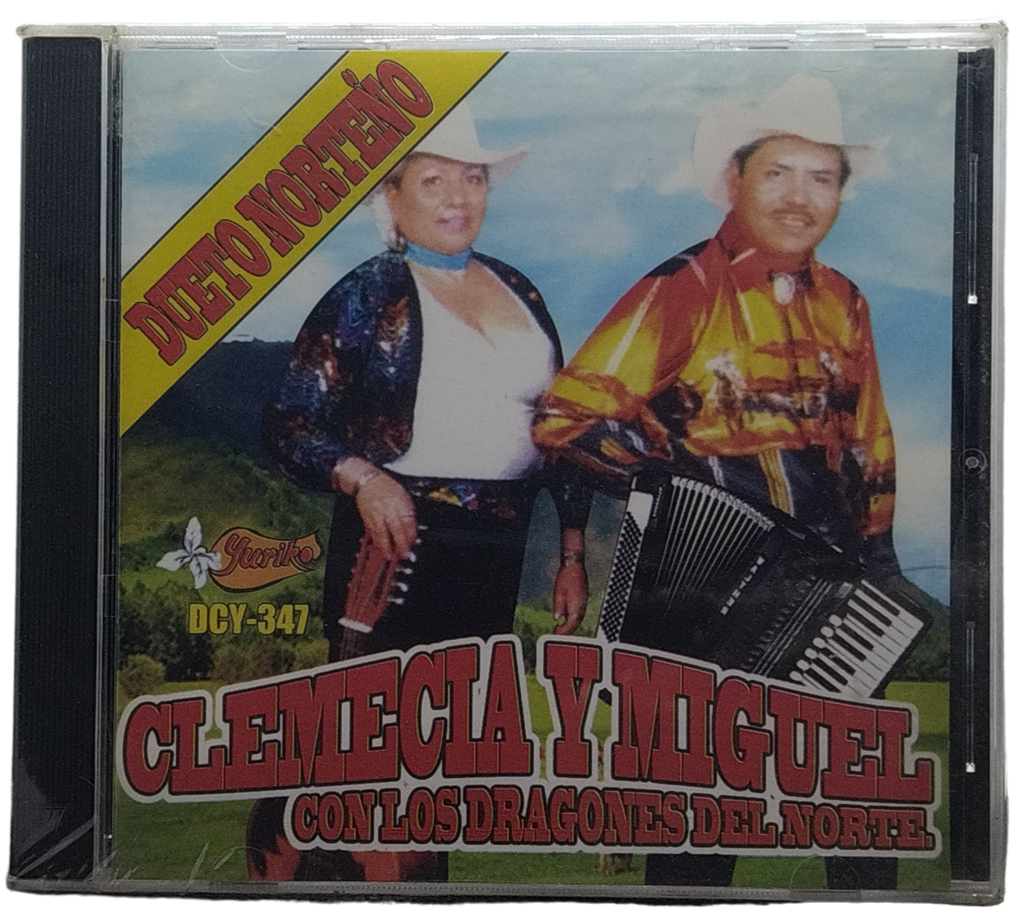 DUETO NORTEÑO
Yuriko
DCY-347
CLEMECIA Y MIGUEL
CON LOS DRAGONES DEL NORTE.